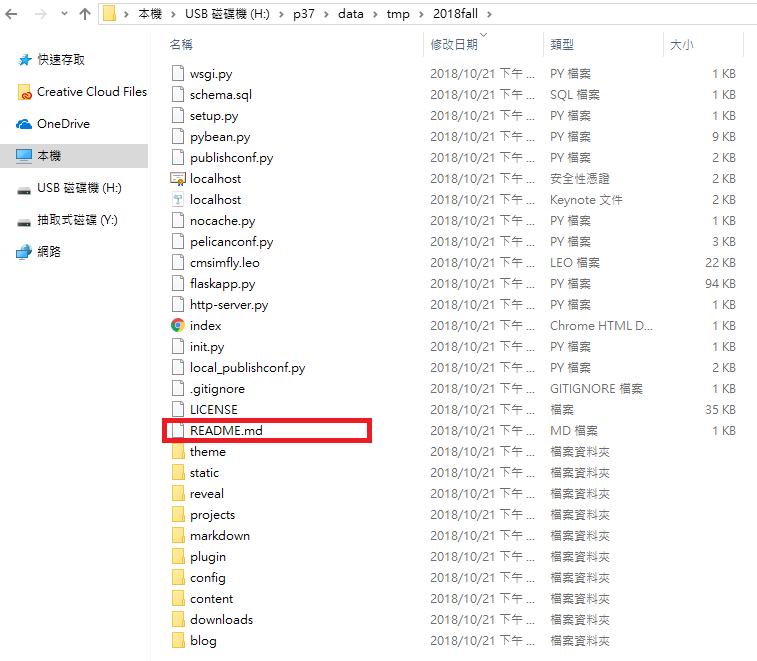 本機 › USB 磁碟機 (H:) › p37 › data › tmp › 2018fall ›
名稱 修改日期 類型 大小
快速存取
Creative Cloud Files
OneDrive
本機
USB 磁碟機 (H:)
抽取式磁碟 (Y:)
網路
wsgi.py 2018/10/21 下午 ... PY 檔案 1 KB
schema.sql 2018/10/21 下午 ... SQL 檔案 1 KB
setup.py 2018/10/21 下午 ... PY 檔案 1 KB
pybean.py 2018/10/21 下午 ... PY 檔案 9 KB
publishconf.py 2018/10/21 下午 ... PY 檔案 2 KB
localhost 2018/10/21 下午 ... 安全性憑證 2 KB
localhost 2018/10/21 下午 ... Keynote 文件 2 KB
nocache.py 2018/10/21 下午 ... PY 檔案 1 KB
pelicanconf.py 2018/10/21 下午 ... PY 檔案 3 KB
cmsimfly.leo 2018/10/21 下午 ... LEO 檔案 22 KB
flaskapp.py 2018/10/21 下午 ... PY 檔案 94 KB
http-server.py 2018/10/21 下午 ... PY 檔案 1 KB
index 2018/10/21 下午 ... Chrome HTML D... 1 KB
init.py 2018/10/21 下午 ... PY 檔案 1 KB
local_publishconf.py 2018/10/21 下午 ... PY 檔案 2 KB
.gitignore 2018/10/21 下午 ... GITIGNORE 檔案 1 KB
LICENSE 2018/10/21 下午 ... 檔案 35 KB
README.md 2018/10/21 下午 ... MD 檔案 1 KB
theme 2018/10/21 下午 ... 檔案資料夾
static 2018/10/21 下午 ... 檔案資料夾
reveal 2018/10/21 下午 ... 檔案資料夾
projects 2018/10/21 下午 ... 檔案資料夾
markdown 2018/10/21 下午 ... 檔案資料夾
plugin 2018/10/21 下午 ... 檔案資料夾
config 2018/10/21 下午 ... 檔案資料夾
content 2018/10/21 下午 ... 檔案資料夾
downloads 2018/10/21 下午 ... 檔案資料夾
blog 2018/10/21 下午 ... 檔案資料夾